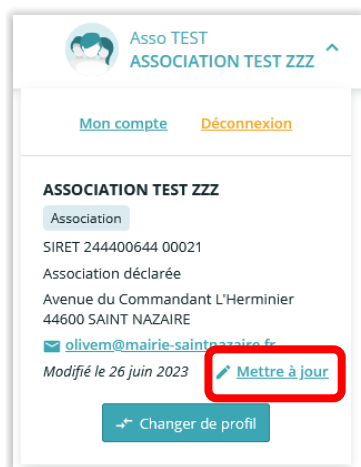 Asso TEST
ASSOCIATION TEST ZZZ
Mon compte Déconnexion
ASSOCIATION TEST ZZZ
Association
SIRET 244400644 00021
Association déclarée
Avenue du Commandant L'Herminier
44600 SAINT NAZAIRE
olivem@mairie-saintnazaire.fr
Modifié le 26 juin 2023 Mettre à jour
Changer de profil